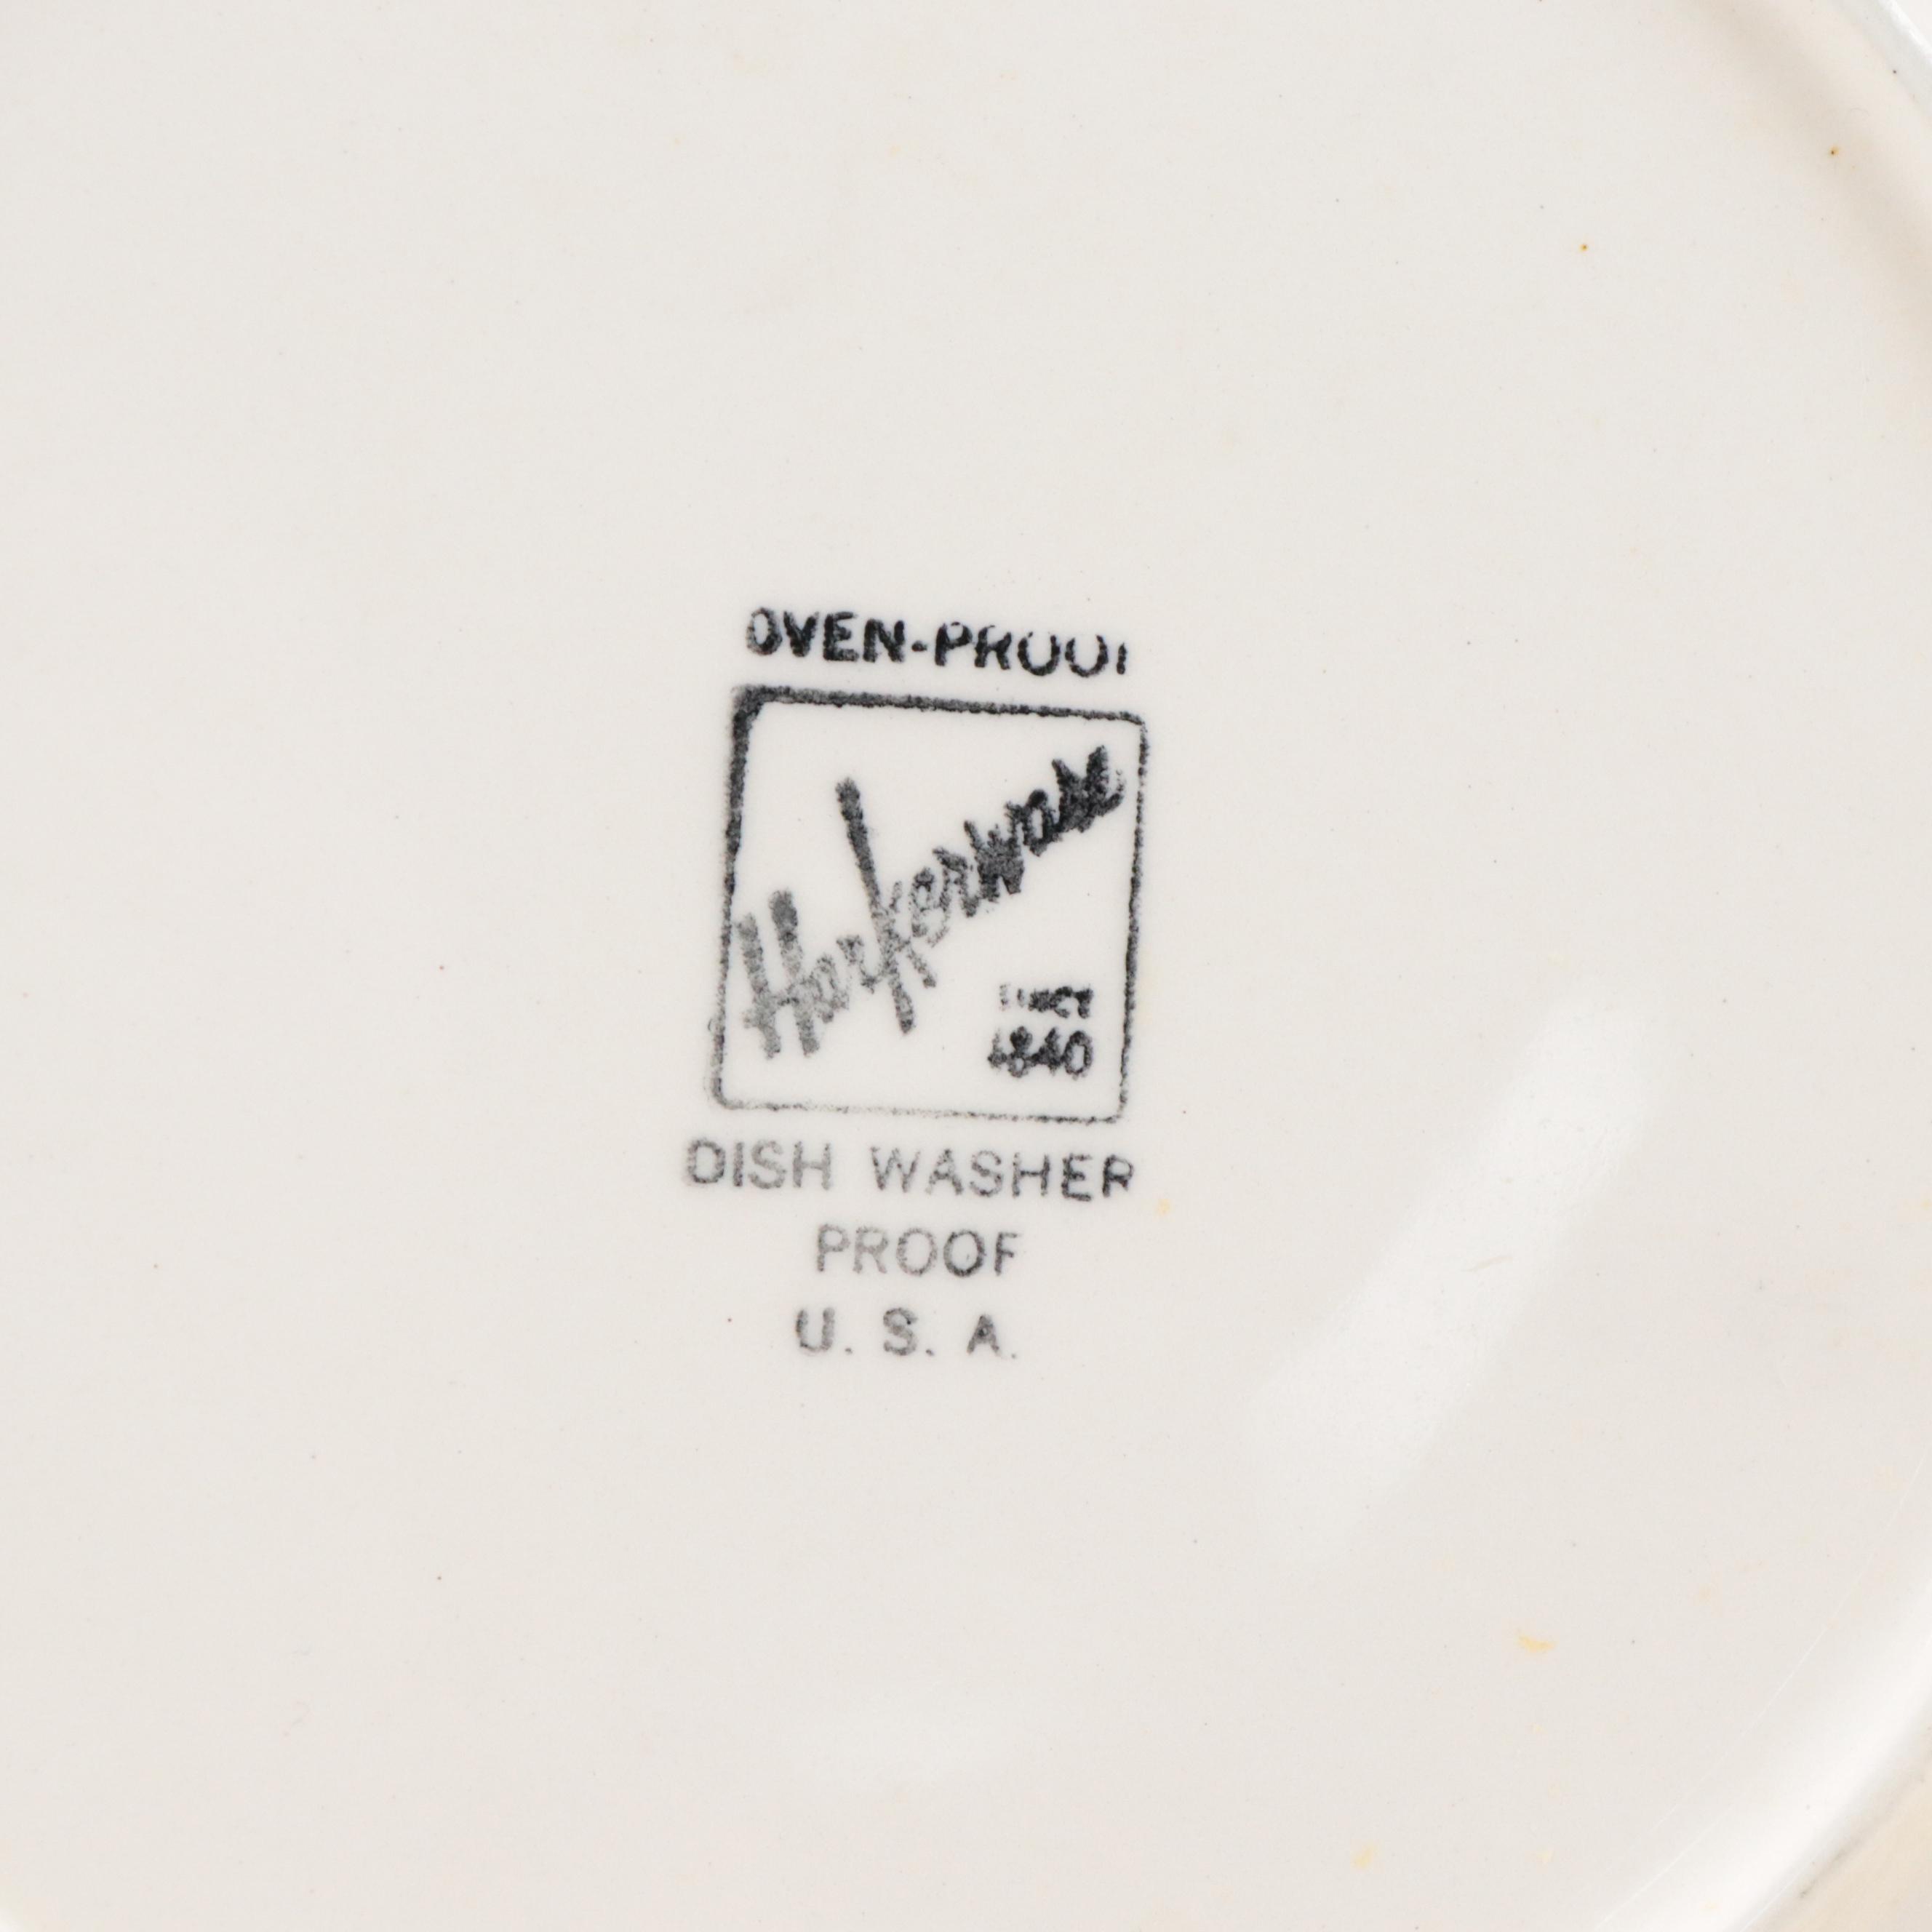 OVEN-PROOF
Harkerware
SINCE
1840
DISH WASHER
PROOF
U. S. A.